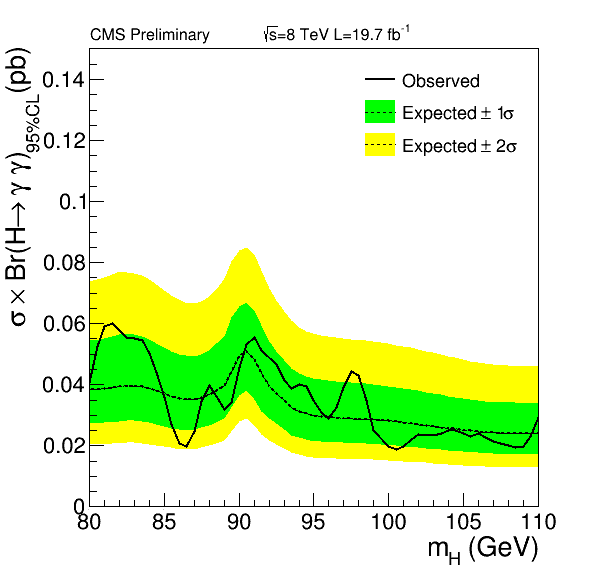 CMS Preliminary
√s=8 TeV L=19.7 fb⁻¹
σ × Br(H→ γ γ)95%CL(pb)
0.14
0.12
0.1
0.08
0.06
0.04
0.02
0
Observed
Expected ± 1σ
Expected ± 2σ
80 85 90 95 100 105 110
mH (GeV)